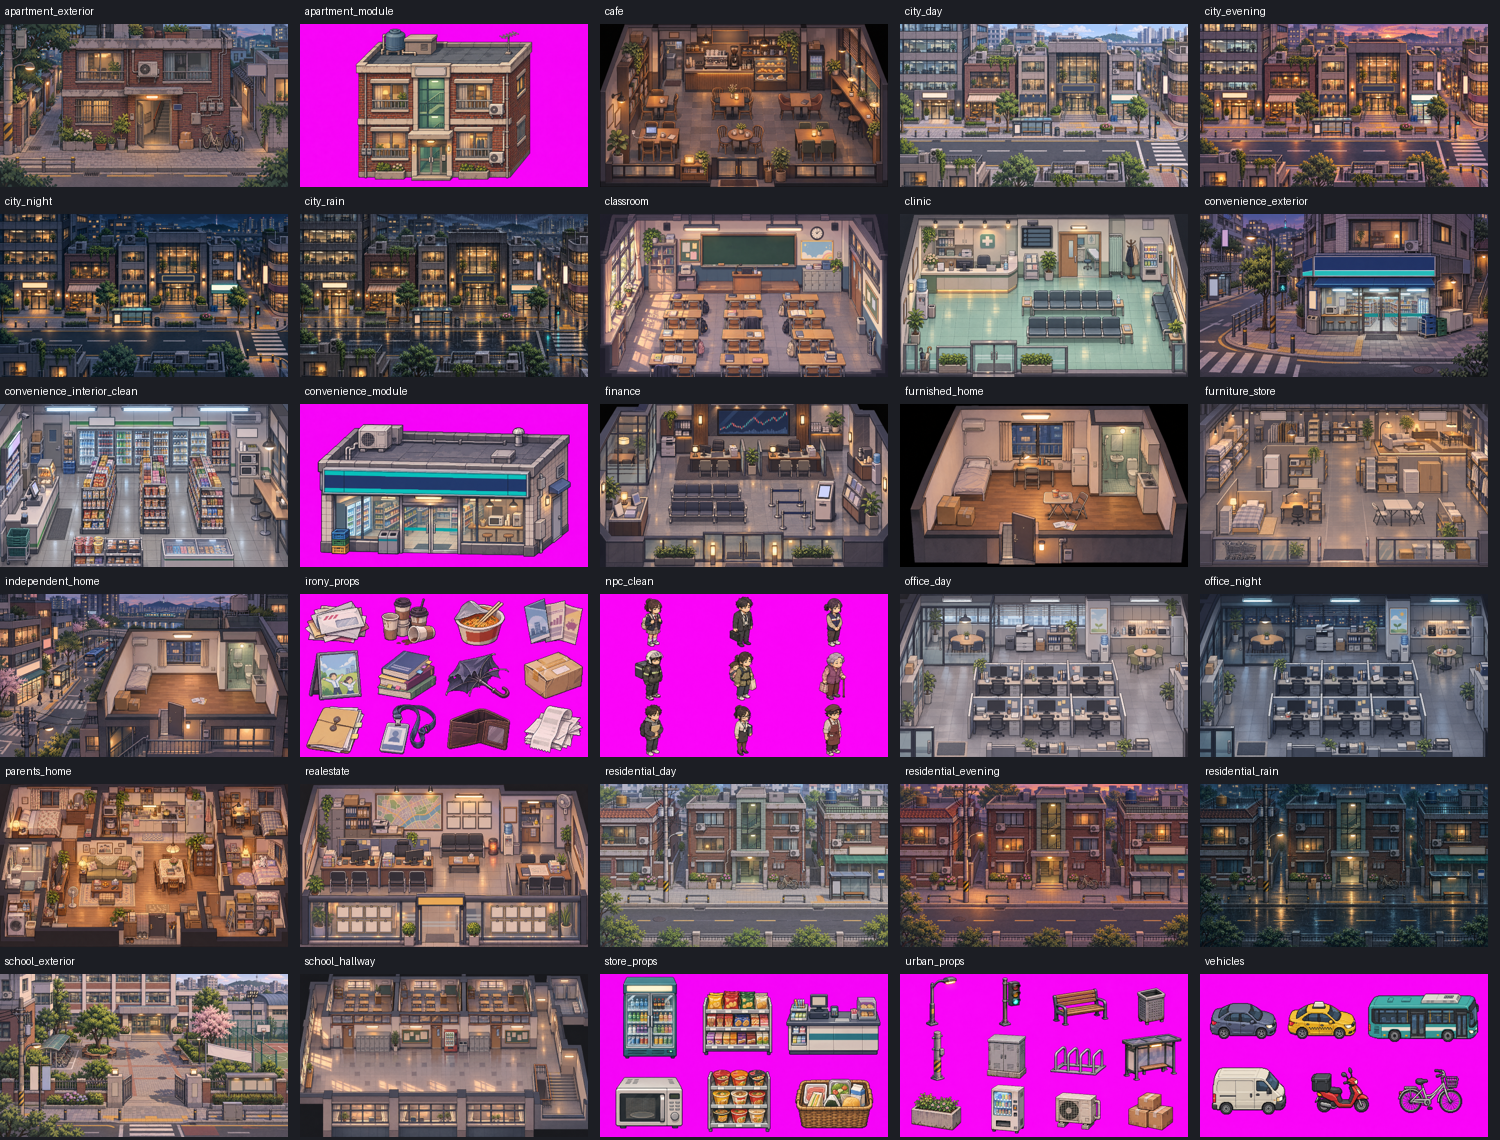 apartment_exterior
apartment_module
cafe
city_day
city_evening
city_night
city_rain
classroom
clinic
convenience_exterior
convenience_interior_clean
convenience_module
finance
furnished_home
furniture_store
independent_home
irony_props
npc_clean
office_day
office_night
parents_home
realestate
residential_day
residential_evening
residential_rain
school_exterior
school_hallway
store_props
urban_props
vehicles